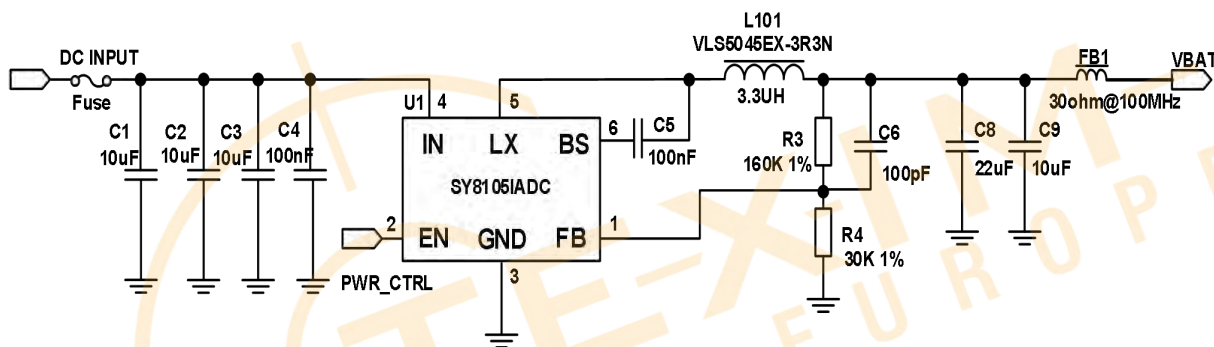 L101
VLS5045EX-3R3N
3.3UH
DC INPUT
Fuse
FB1
VBAT
30ohm@100MHz
C1
10uF
C2
10uF
C3
10uF
C4
100nF
U1
4
5
6
IN
LX
BS
SY8105IADC
EN
GND
FB
2
3
1
PWR_CTRL
C5
100nF
R3
160K 1%
C6
100pF
C8
22uF
C9
10uF
R4
30K 1%
TEXIM
EUROPE